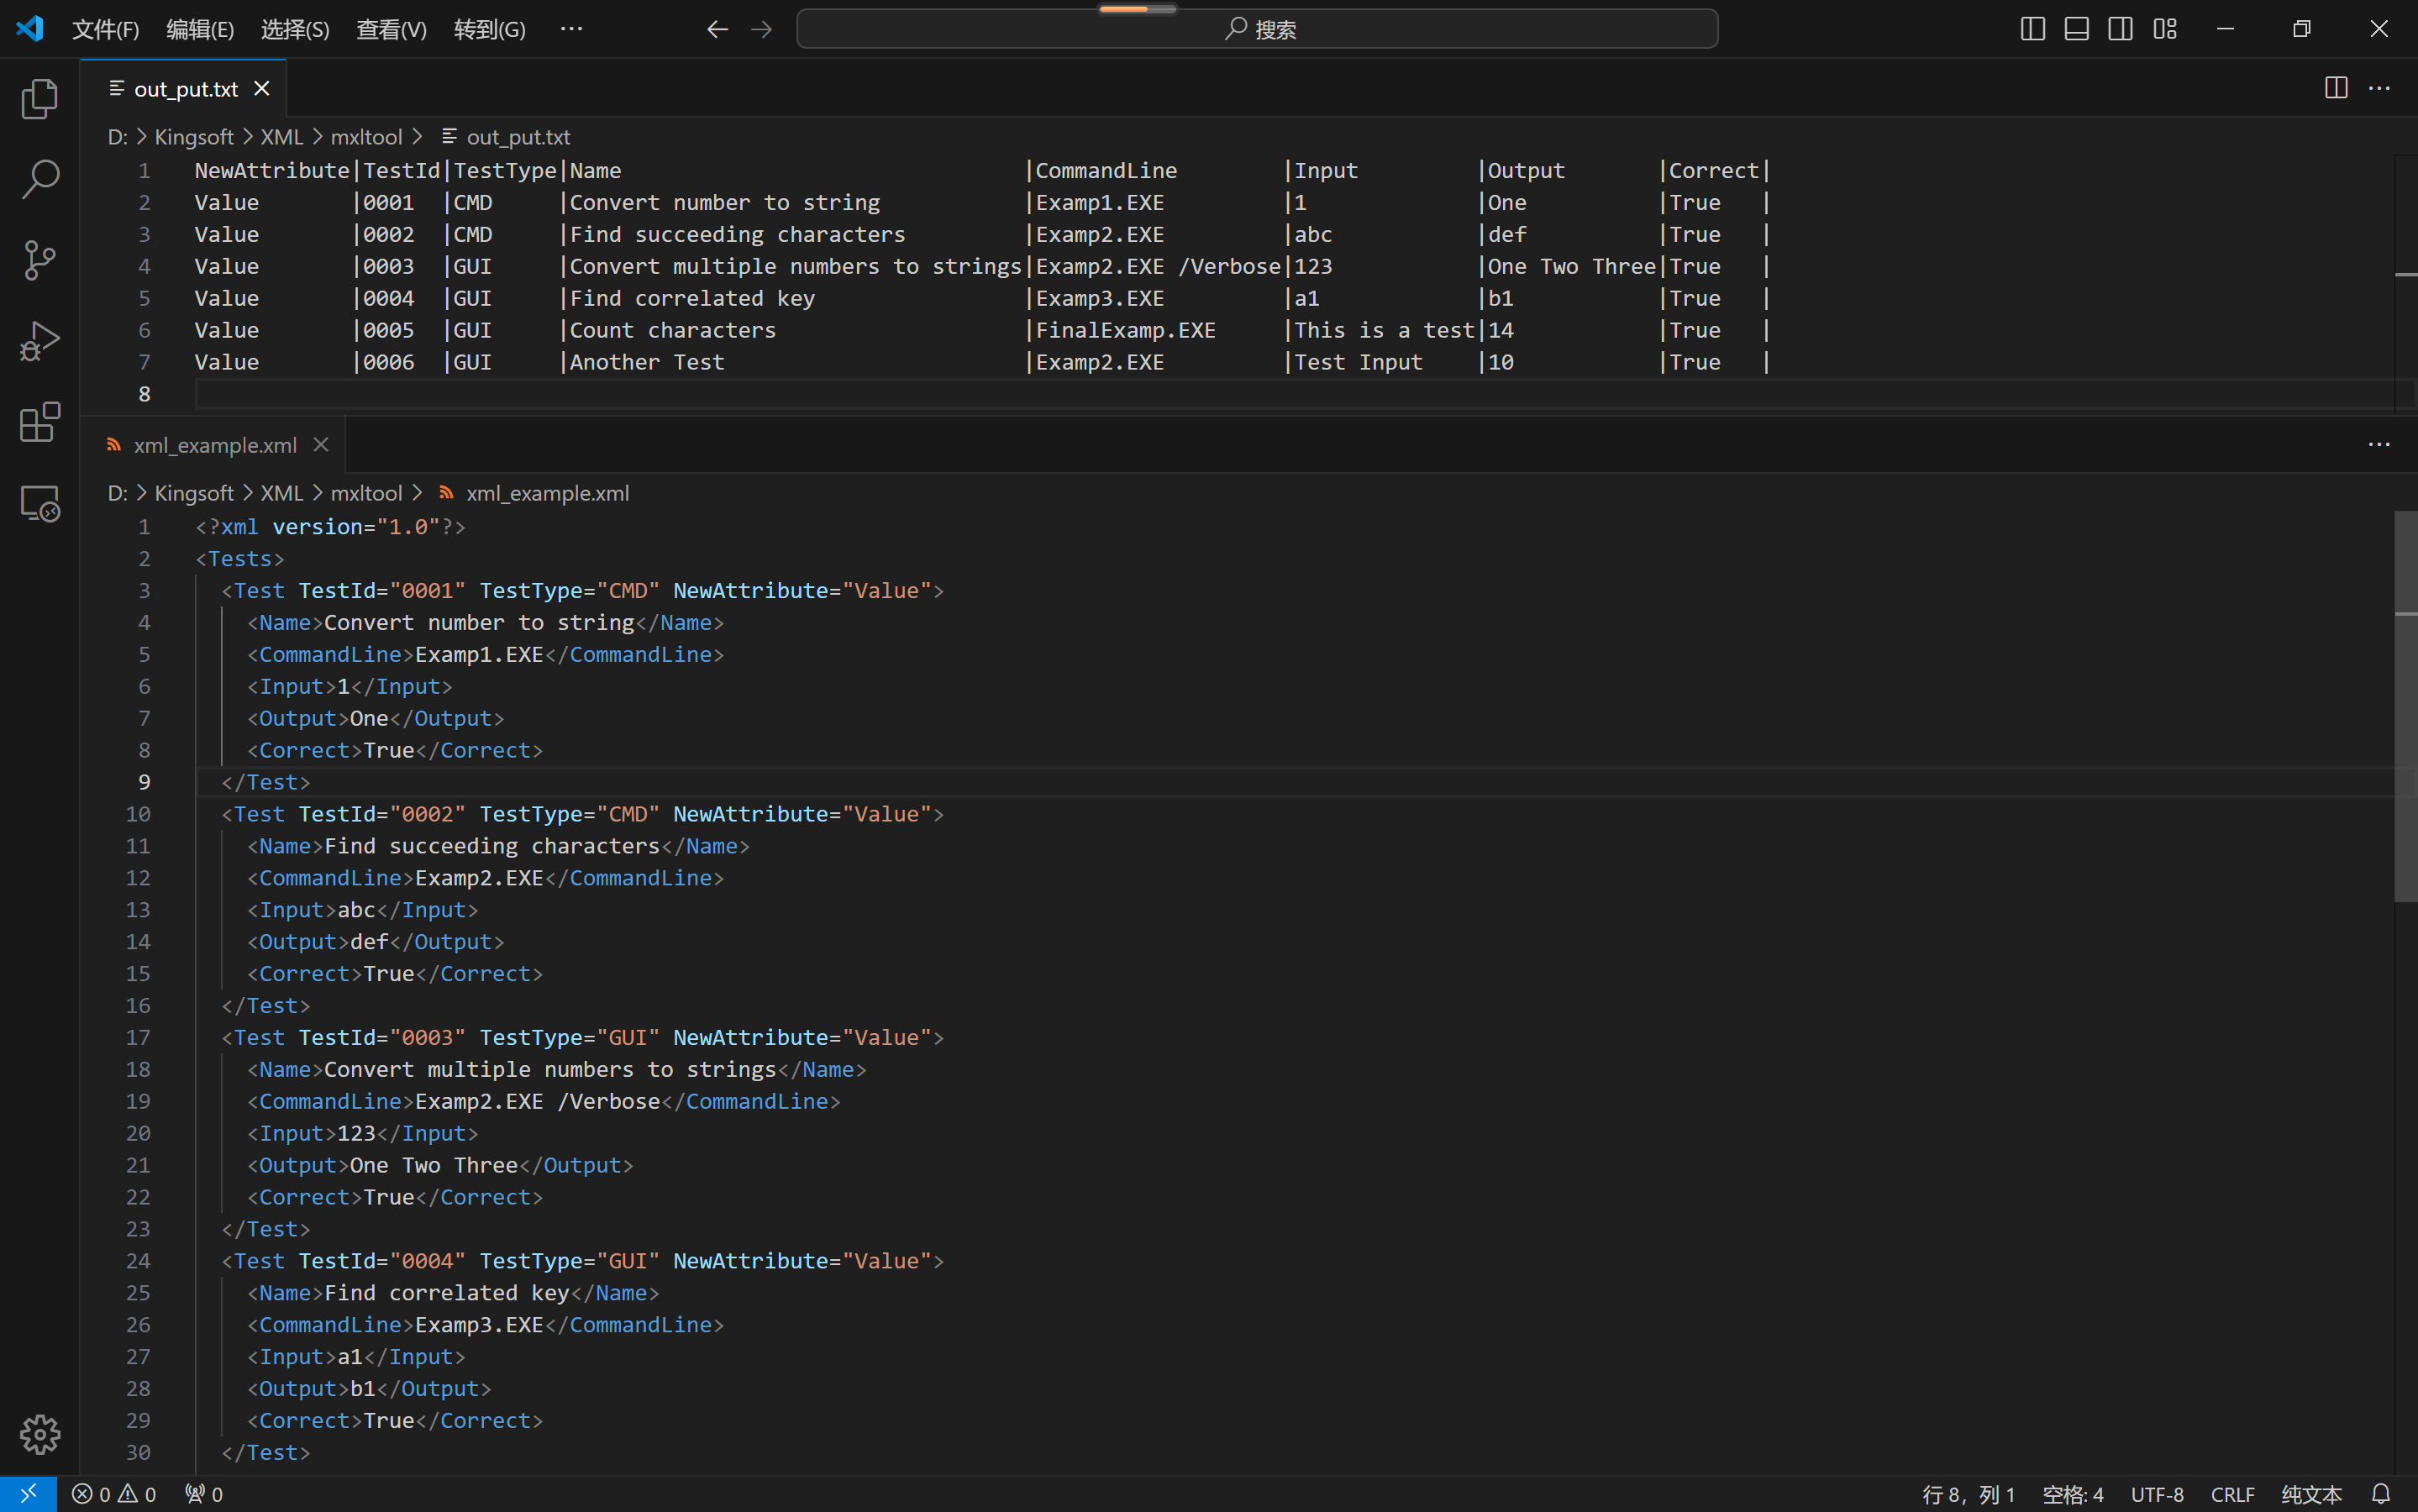 文件(F) 编辑(E) 选择(S) 查看(V) 转到(G) ··· 搜索
out_put.txt
D: > Kingsoft > XML > mxltool > out_put.txt
1 NewAttribute|TestId|TestType|Name                               |CommandLine        |Input         |Output       |Correct|
2 Value       |0001  |CMD     |Convert number to string           |Examp1.EXE         |1             |One          |True   |
3 Value       |0002  |CMD     |Find succeeding characters         |Examp2.EXE         |abc           |def          |True   |
4 Value       |0003  |GUI     |Convert multiple numbers to strings|Examp2.EXE /Verbose|123           |One Two Three|True   |
5 Value       |0004  |GUI     |Find correlated key                |Examp3.EXE         |a1            |b1           |True   |
6 Value       |0005  |GUI     |Count characters                   |FinalExamp.EXE     |This is a test|14           |True   |
7 Value       |0006  |GUI     |Another Test                       |Examp2.EXE         |Test Input    |10           |True   |
8
xml_example.xml
D: > Kingsoft > XML > mxltool > xml_example.xml
1 <?xml version="1.0"?>
2 <Tests>
3   <Test TestId="0001" TestType="CMD" NewAttribute="Value">
4     <Name>Convert number to string</Name>
5     <CommandLine>Examp1.EXE</CommandLine>
6     <Input>1</Input>
7     <Output>One</Output>
8     <Correct>True</Correct>
9   </Test>
10   <Test TestId="0002" TestType="CMD" NewAttribute="Value">
11     <Name>Find succeeding characters</Name>
12     <CommandLine>Examp2.EXE</CommandLine>
13     <Input>abc</Input>
14     <Output>def</Output>
15     <Correct>True</Correct>
16   </Test>
17   <Test TestId="0003" TestType="GUI" NewAttribute="Value">
18     <Name>Convert multiple numbers to strings</Name>
19     <CommandLine>Examp2.EXE /Verbose</CommandLine>
20     <Input>123</Input>
21     <Output>One Two Three</Output>
22     <Correct>True</Correct>
23   </Test>
24   <Test TestId="0004" TestType="GUI" NewAttribute="Value">
25     <Name>Find correlated key</Name>
26     <CommandLine>Examp3.EXE</CommandLine>
27     <Input>a1</Input>
28     <Output>b1</Output>
29     <Correct>True</Correct>
30   </Test>
0 0 0 行 8，列 1 空格: 4 UTF-8 CRLF 纯文本